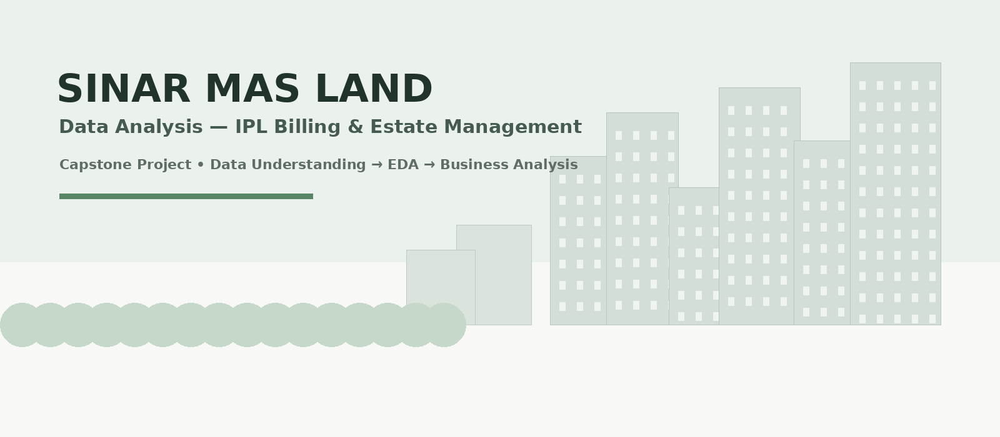 SINAR MAS LAND
Data Analysis — IPL Billing & Estate Management
Capstone Project • Data Understanding → EDA → Business Analysis